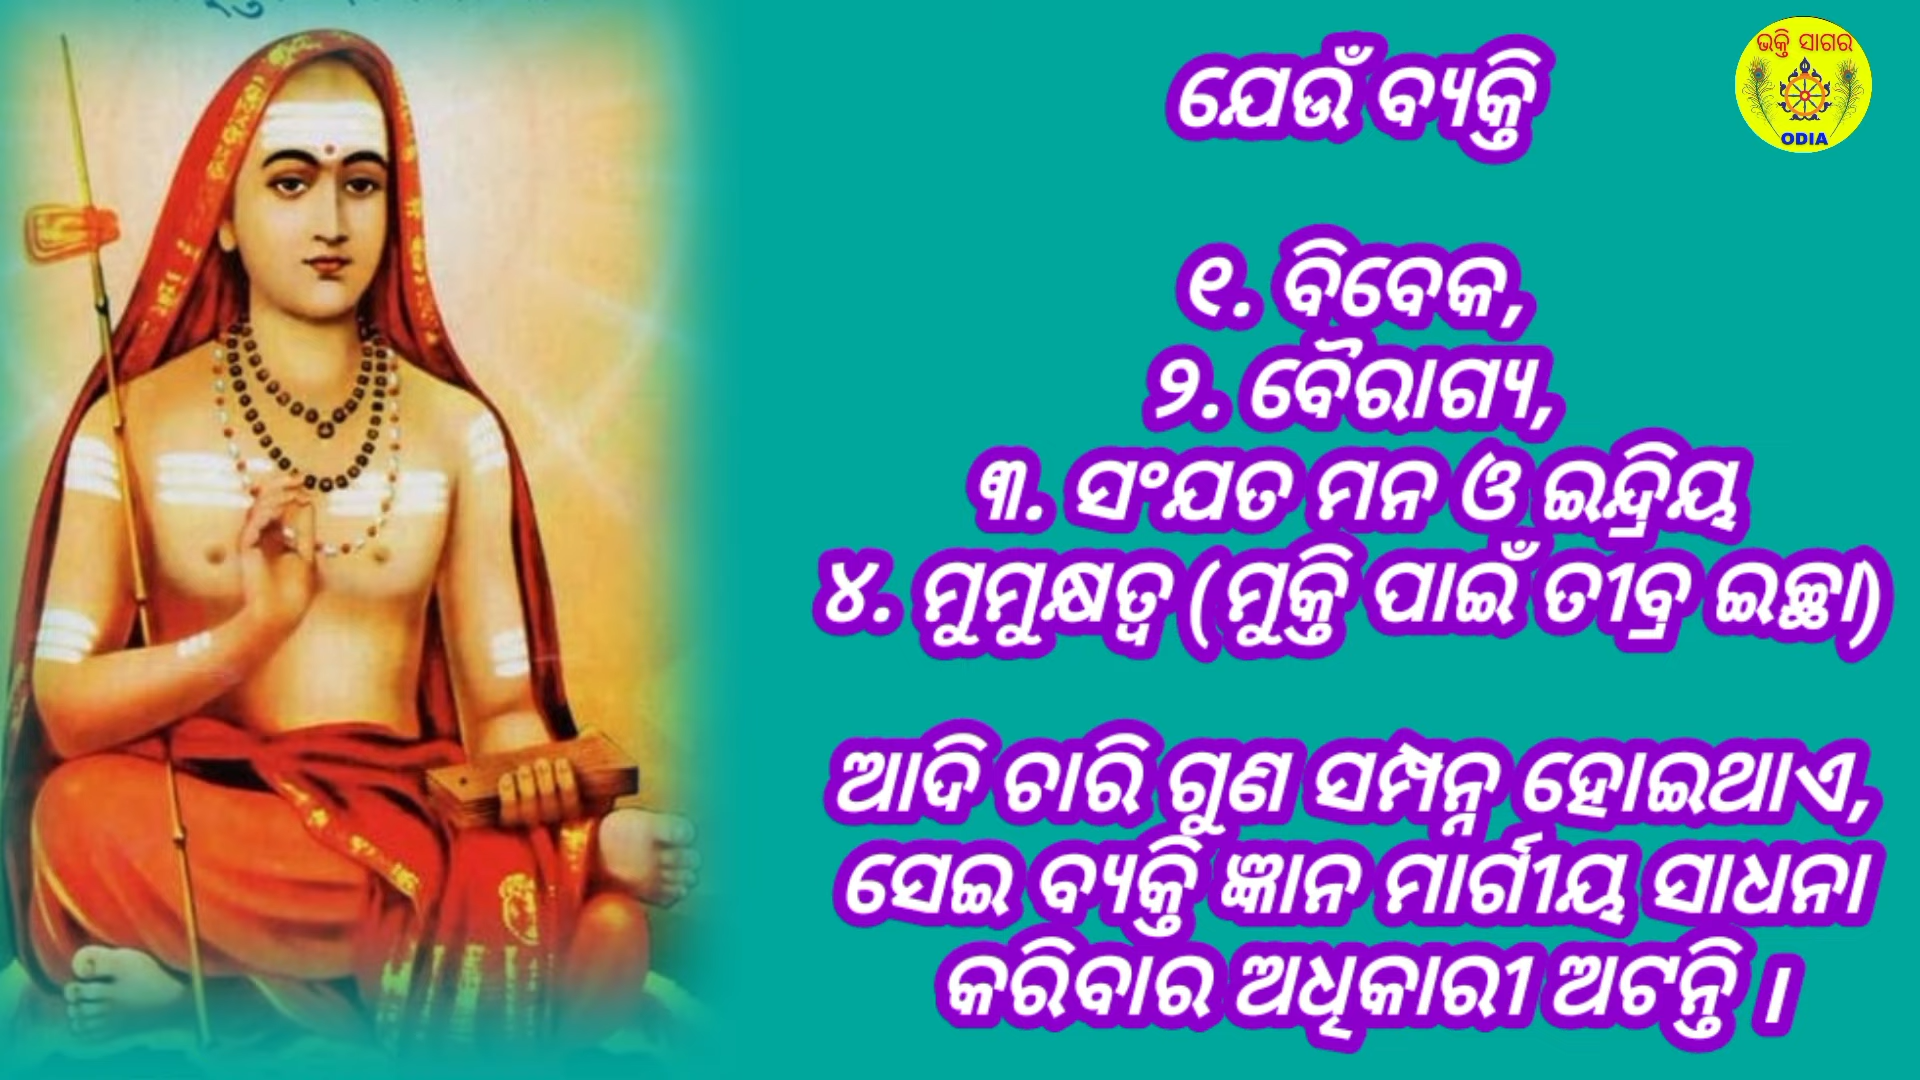 ଯେଉଁ ବ୍ୟକ୍ତି
ଭକ୍ତି ସାଗର
ODIA
୧. ବିବେକ,
୨. ବୈରାଗ୍ୟ,
୩. ସଂଯତ ମନ ଓ ଇନ୍ଦ୍ରିୟ
୪. ମୁମୁକ୍ଷତ୍ୱ (ମୁକ୍ତି ପାଇଁ ତୀବ୍ର ଇଚ୍ଛା)
ଆଦି ଚାରି ଗୁଣ ସମ୍ପନ୍ନ ହୋଇଥାଏ,
ସେଇ ବ୍ୟକ୍ତି ଜ୍ଞାନ ମାର୍ଗୀୟ ସାଧନା
କରିବାର ଅଧିକାରୀ ଅଟନ୍ତି ।